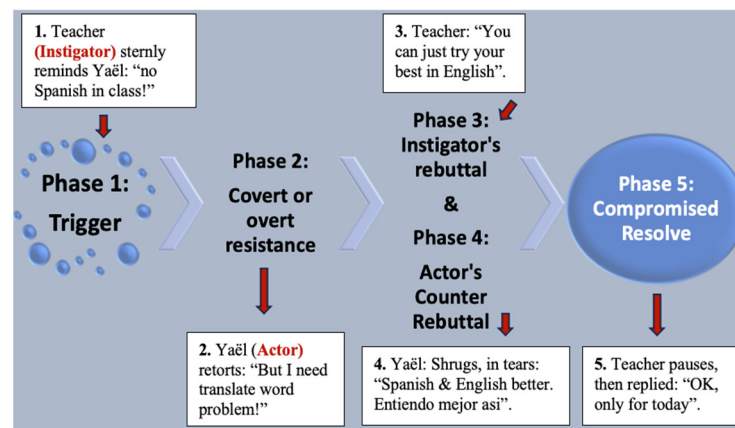 1. Teacher
(Instigator) sternly
reminds Yaël: “no
Spanish in class!”
3. Teacher: “You
can just try your
best in English”.
Phase 1:
Trigger
Phase 2:
Covert or
overt
resistance
Phase 3:
Instigator's
rebuttal
&
Phase 4:
Actor's
Counter
Rebuttal
Phase 5:
Compromised
Resolve
2. Yaël (Actor)
retorts: “But I need
translate word
problem!”
4. Yaël: Shrugs, in tears:
“Spanish & English better.
Entiendo mejor asi”.
5. Teacher pauses,
then replied: “OK,
only for today”.